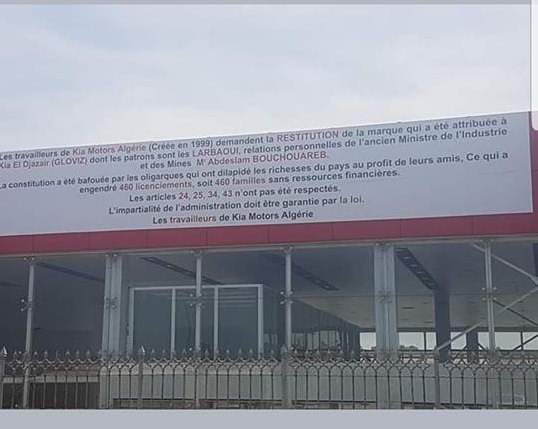 Les travailleurs de Kia Motors Algérie (Créée en 1999) demandent la RESTITUTION de la marque qui a été attribuée à
Kia El Djazair (GLOVIZ) dont les patrons sont les LARBAOUI, relations personnelles de l'ancien Ministre de l'Industrie
et des Mines Mr Abdeslam BOUCHOUAREB.
La constitution a été bafouée par les oligarques qui ont dilapidé les richesses du pays au profit de leurs amis, Ce qui a
engendré 460 licenciements, soit 460 familles sans ressources financières.
Les articles 24, 25, 34, 43 n'ont pas été respectés.
L'impartialité de l'administration doit être garantie par la loi.
Les travailleurs de Kia Motors Algérie